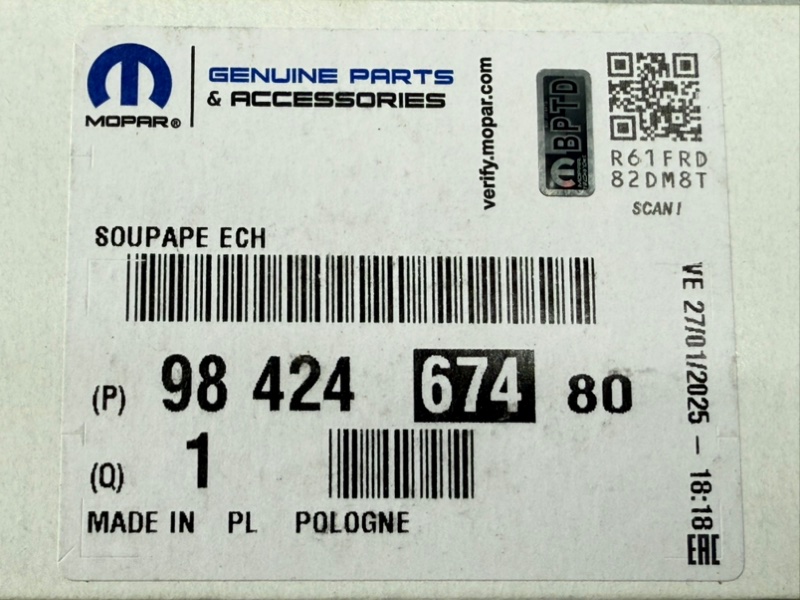 MOPAR®
GENUINE PARTS
& ACCESSORIES
verify.mopar.com
BPTD
R61FRD
82DM8T
SCAN!
SOUPAPE ECH
(P) 98 424 674 80
(Q) 1
MADE IN PL POLOGNE
VE 27/01/2025 - 18:18
EAC